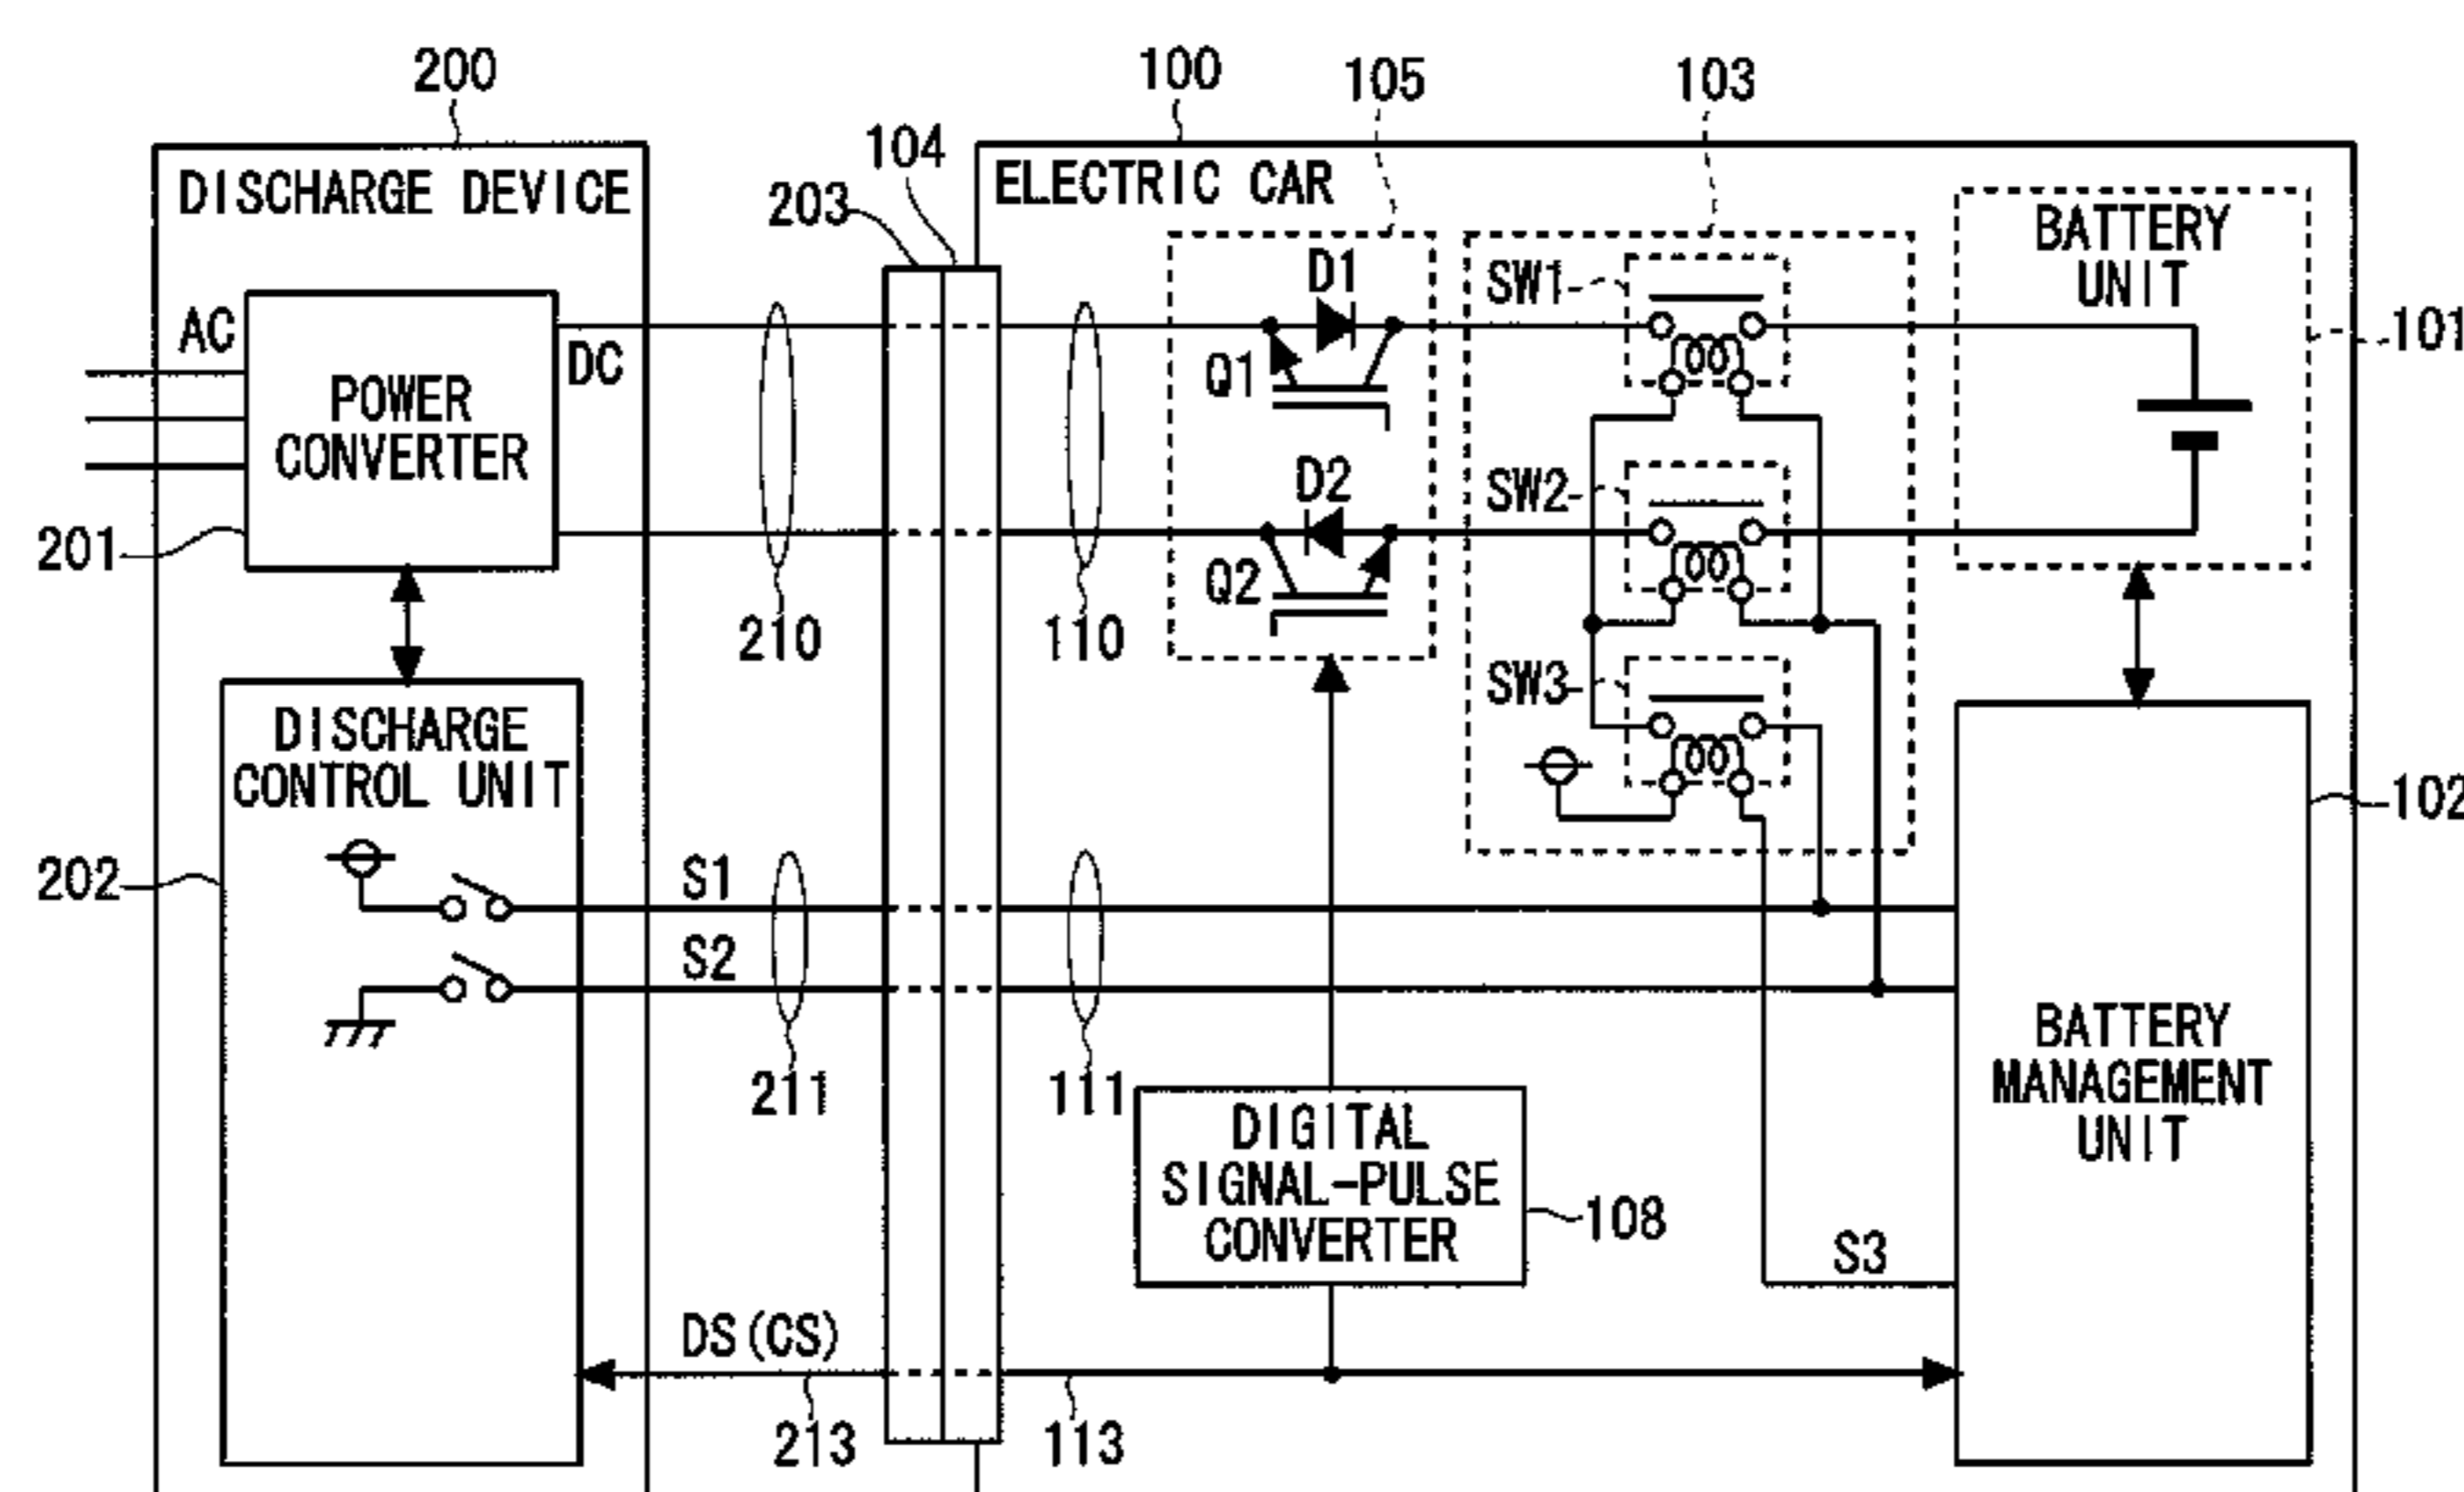 200
100
105
103
104
203
DISCHARGE DEVICE
ELECTRIC CAR
BATTERY
UNIT
101
AC
DC
POWER
CONVERTER
201
D1
Q1
D2
Q2
SW1
SW2
SW3
210
110
DISCHARGE
CONTROL UNIT
202
102
S1
S2
211
111
BATTERY
MANAGEMENT
UNIT
DIGITAL
SIGNAL-PULSE
CONVERTER
108
S3
DS(CS)
213
113